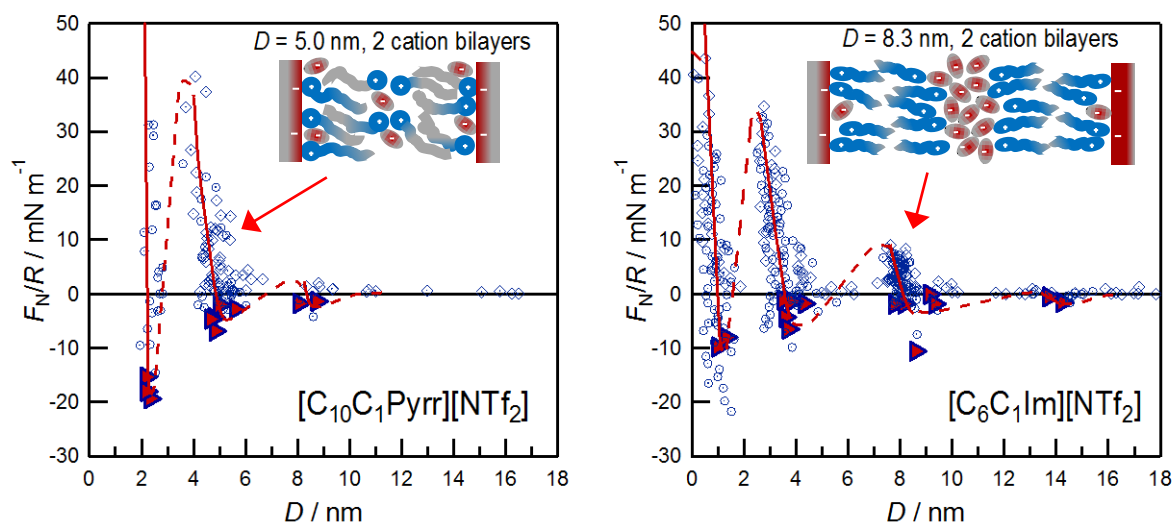 50
40
30
20
10
0
-10
-20
-30
F_N/R / mN m⁻¹
D = 5.0 nm, 2 cation bilayers
[C₁₀C₁Pyrr][NTf₂]
0 2 4 6 8 10 12 14 16 18
D / nm
50
40
30
20
10
0
-10
-20
-30
F_N/R / mN m⁻¹
D = 8.3 nm, 2 cation bilayers
[C₆C₁Im][NTf₂]
0 2 4 6 8 10 12 14 16 18
D / nm